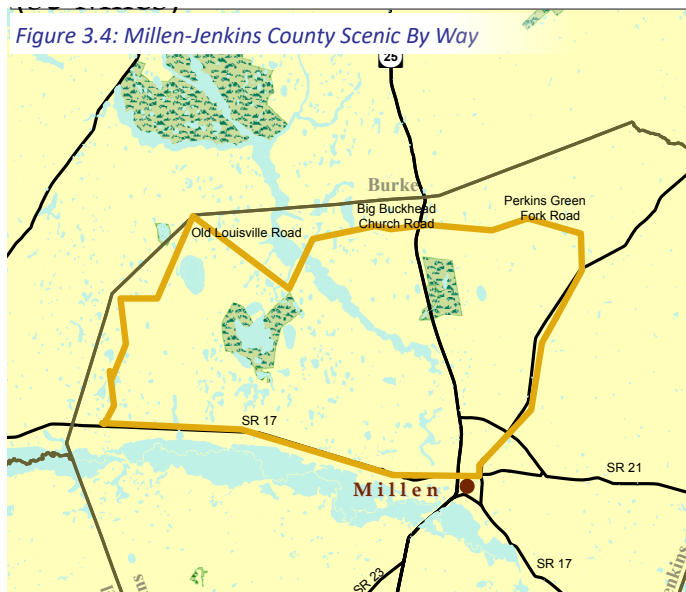 Figure 3.4: Millen-Jenkins County Scenic By Way
25
Burke
Perkins Green
Fork Road
Big Buckhead
Church Road
Old Louisville Road
SR 17
SR 21
Millen
SR 17
SR 23